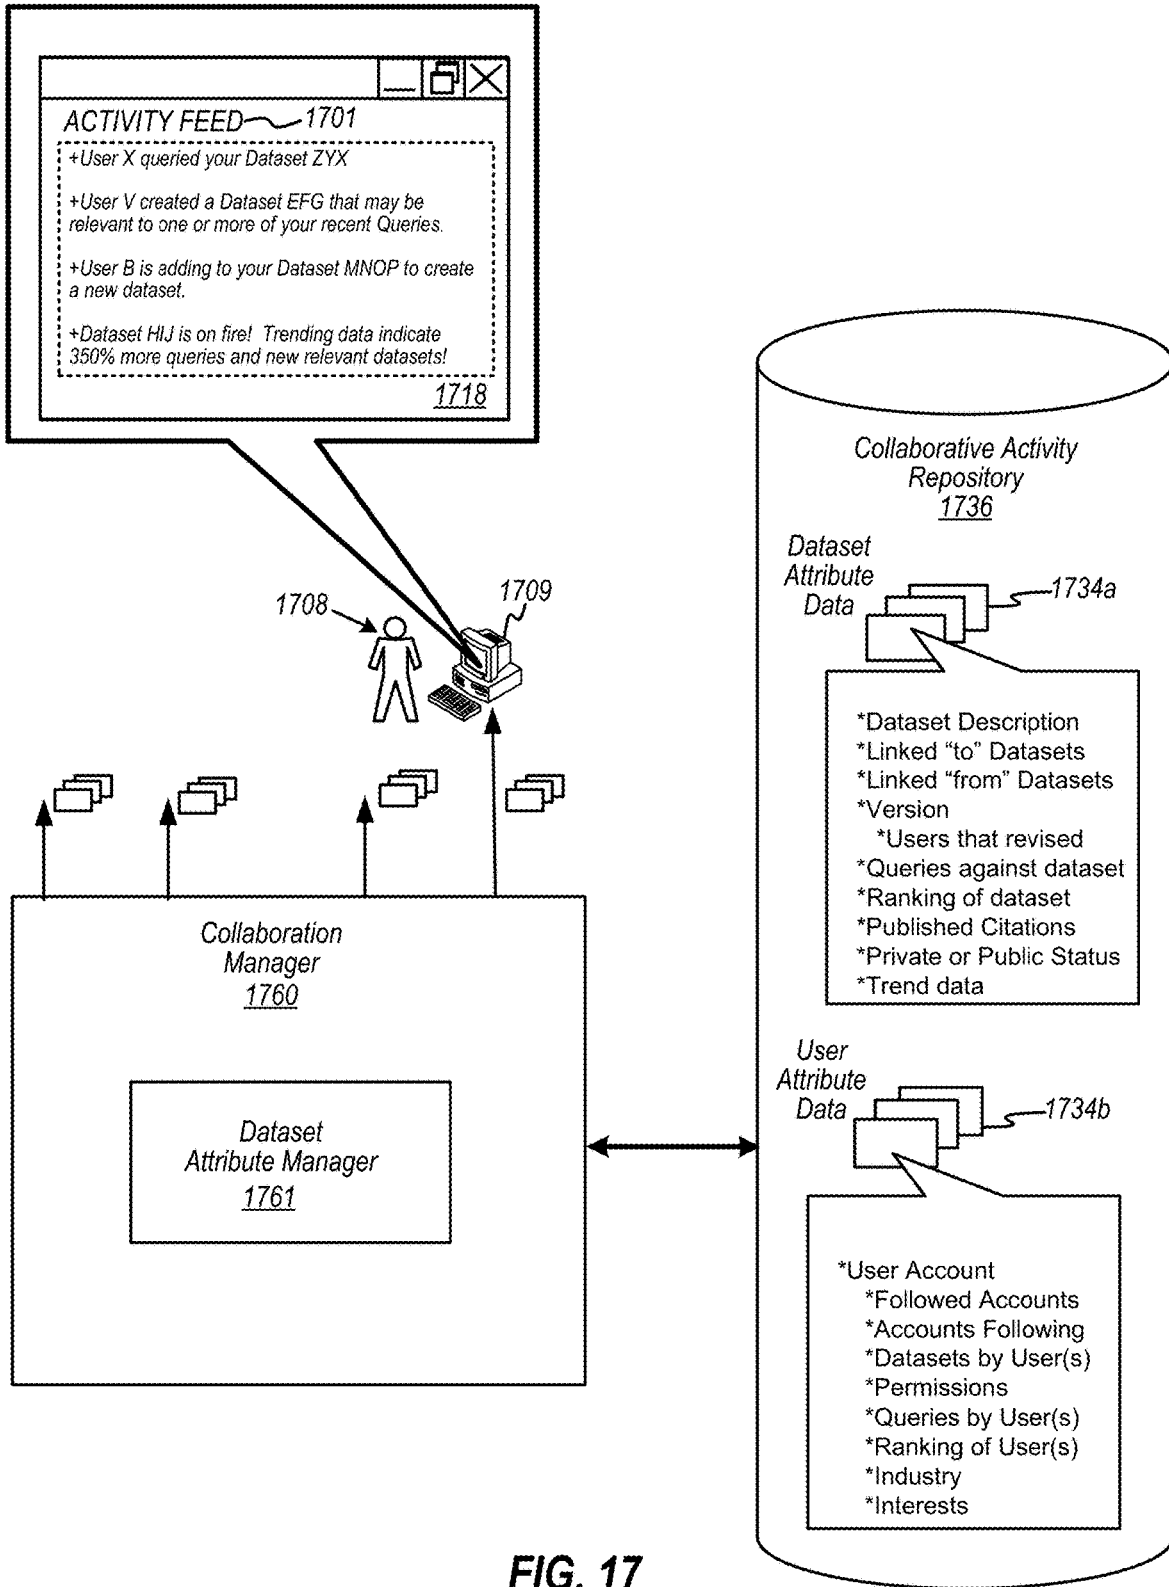 ACTIVITY FEED 1701
+User X queried your Dataset ZYX
+User V created a Dataset EFG that may be
relevant to one or more of your recent Queries.
+User B is adding to your Dataset MNOP to create
a new dataset.
+Dataset HIJ is on fire! Trending data indicate
350% more queries and new relevant datasets!
1718
1708
1709
Collaboration
Manager
1760
Dataset
Attribute Manager
1761
Collaborative Activity
Repository
1736
Dataset
Attribute
Data
1734a
*Dataset Description
*Linked "to" Datasets
*Linked "from" Datasets
*Version
*Users that revised
*Queries against dataset
*Ranking of dataset
*Published Citations
*Private or Public Status
*Trend data
User
Attribute
Data
1734b
*User Account
*Followed Accounts
*Accounts Following
*Datasets by User(s)
*Permissions
*Queries by User(s)
*Ranking of User(s)
*Industry
*Interests
FIG. 17